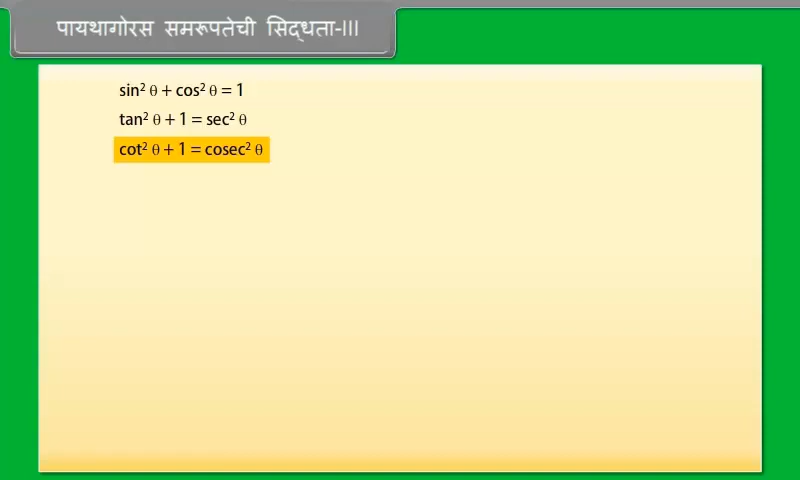 पायथागोरस समरूपतेची सिद्धता-III
sin² θ + cos² θ = 1
tan² θ + 1 = sec² θ
cot² θ + 1 = cosec² θ